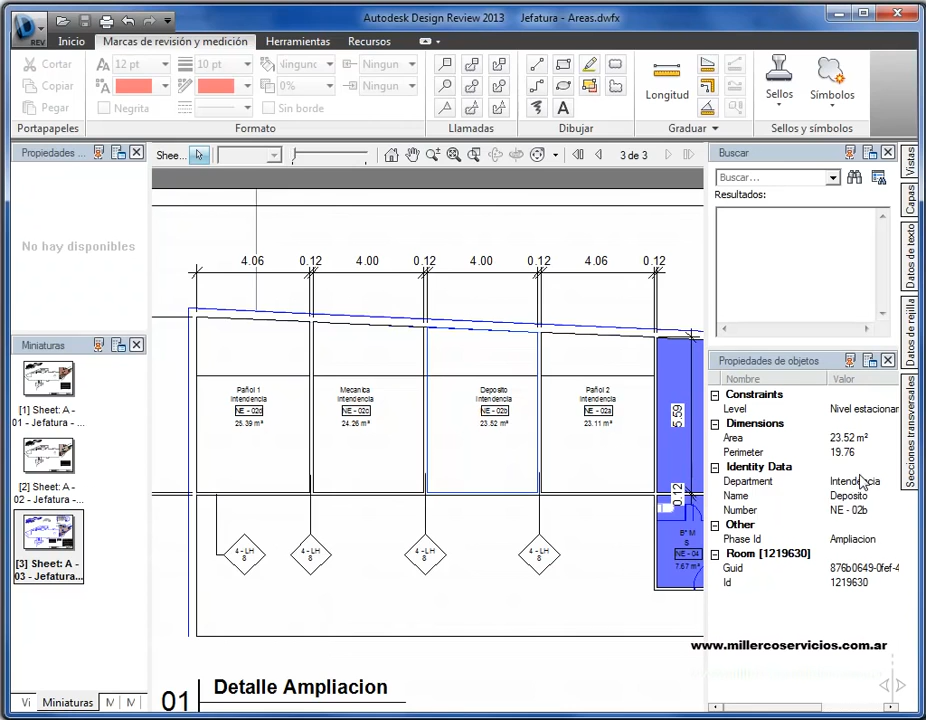 Autodesk Design Review 2013 Jefatura - Areas.dwfx
REV
Inicio Marcas de revisión y medición Herramientas Recursos
Cortar 12 pt 10 pt ninguno Ningun
Copiar 0% Ningun
Pegar Negrita Sin borde
Longitud Sellos Símbolos
Portapapeles Formato Llamadas Dibujar Graduar Sellos y símbolos
Propiedades ...
Shee...
3 de 3
Buscar
Buscar...
Resultados:
No hay disponibles
Miniaturas
[1] Sheet: A -
01 - Jefatura - ...
[2] Sheet: A -
02 - Jefatura - ...
[3] Sheet: A -
03 - Jefatura...
Vi Miniaturas M M
4.06 0.12 4.00 0.12 4.00 0.12 4.06 0.12
Pañol 1
Intendencia
NE - 02d
25.39 m²
Mecanica
Intendencia
NE - 02c
24.26 m²
Deposito
Intendencia
NE - 02b
23.52 m²
Pañol 2
Intendencia
NE - 02a
23.11 m²
5.59
0.12
B° M
S
NE - 04
7.67 m²
4 - LH
8
4 - LH
8
4 - LH
8
4 - LH
8
01 Detalle Ampliacion
Propiedades de objetos
Nombre Valor
Constraints
Level Nivel estacionar
Dimensions
Area 23.52 m²
Perimeter 19.76
Identity Data
Department Intendencia
Name Deposito
Number NE - 02b
Other
Phase Id Ampliacion
Room [1219630]
Guid 876b0649-0fef-4
Id 1219630
www.millercoservicios.com.ar
Vistas
Capas
Datos de texto
Datos de rejilla
Secciones transversales